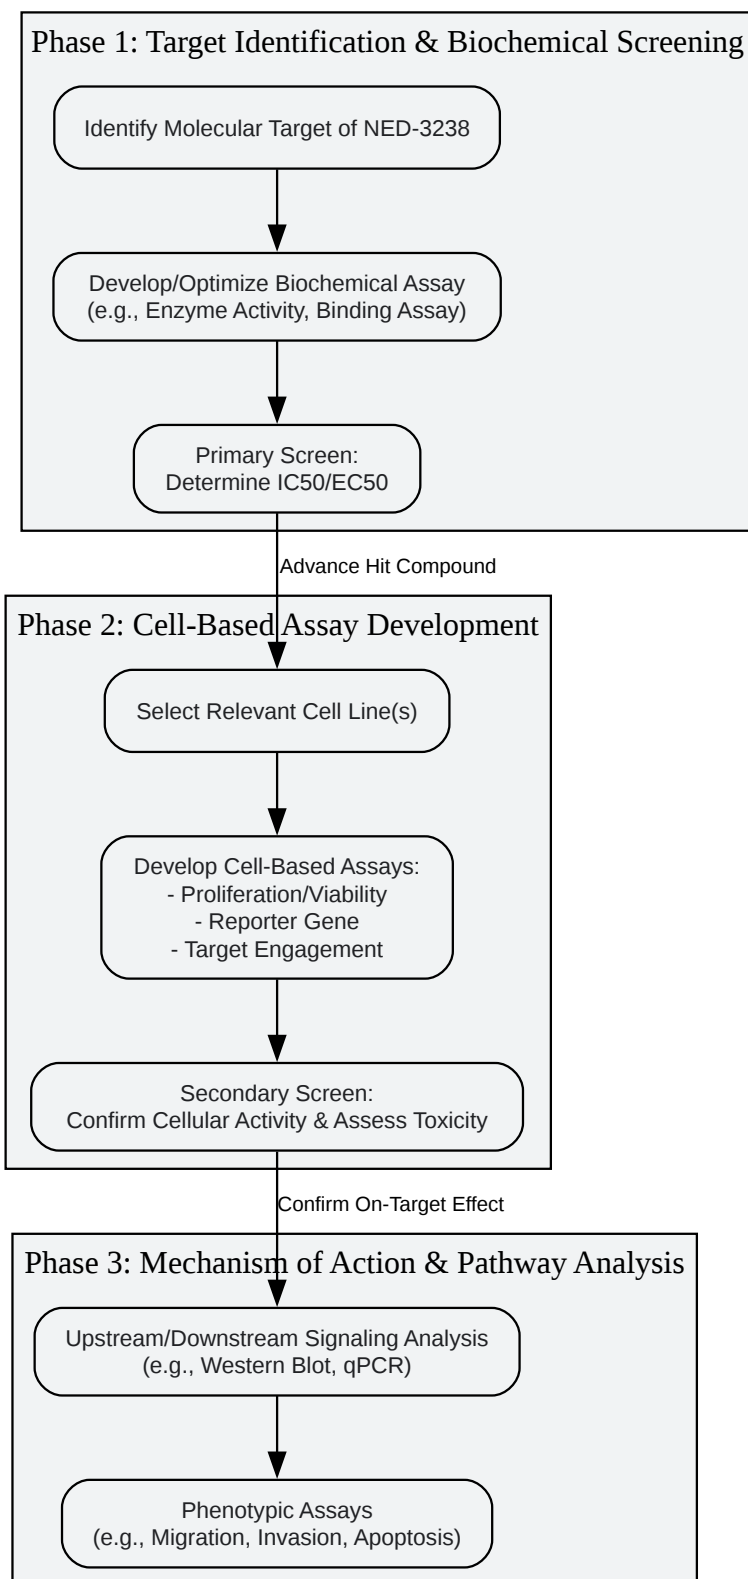 Phase 1: Target Identification & Biochemical Screening
Identify Molecular Target of NED-3238
Develop/Optimize Biochemical Assay
(e.g., Enzyme Activity, Binding Assay)
Primary Screen:
Determine IC50/EC50
Advance Hit Compound
Phase 2: Cell-Based Assay Development
Select Relevant Cell Line(s)
Develop Cell-Based Assays:
- Proliferation/Viability
- Reporter Gene
- Target Engagement
Secondary Screen:
Confirm Cellular Activity & Assess Toxicity
Confirm On-Target Effect
Phase 3: Mechanism of Action & Pathway Analysis
Upstream/Downstream Signaling Analysis
(e.g., Western Blot, qPCR)
Phenotypic Assays
(e.g., Migration, Invasion, Apoptosis)